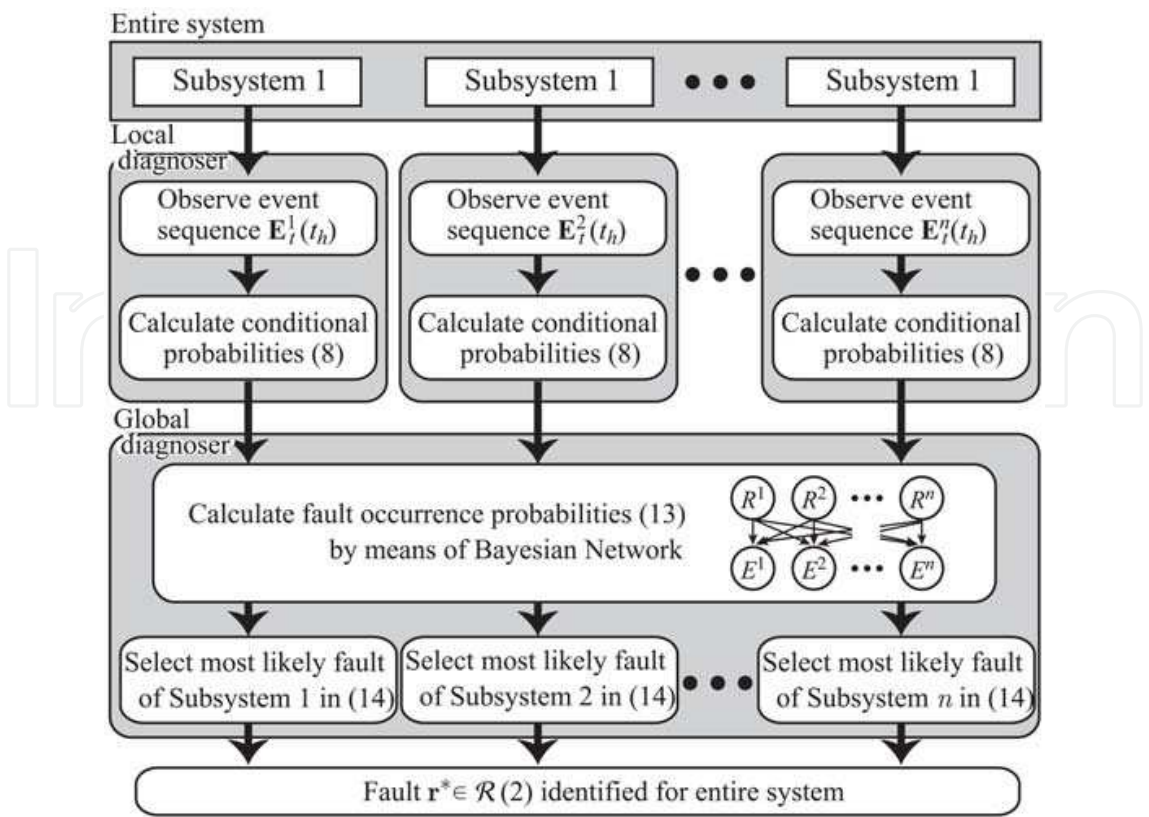 Entire system
Subsystem 1
Subsystem 1
Subsystem 1
Local
diagnoser
Observe event
sequence E¹ₜ(tₕ)
Observe event
sequence E²ₜ(tₕ)
Observe event
sequence Eⁿₜ(tₕ)
Calculate conditional
probabilities (8)
Calculate conditional
probabilities (8)
Calculate conditional
probabilities (8)
Global
diagnoser
Calculate fault occurrence probabilities (13)
by means of Bayesian Network
R¹ R² ••• Rⁿ
E¹ E² ••• Eⁿ
Select most likely fault
of Subsystem 1 in (14)
Select most likely fault
of Subsystem 2 in (14)
Select most likely fault
of Subsystem n in (14)
Fault r* ∈ 𝓡 (2) identified for entire system